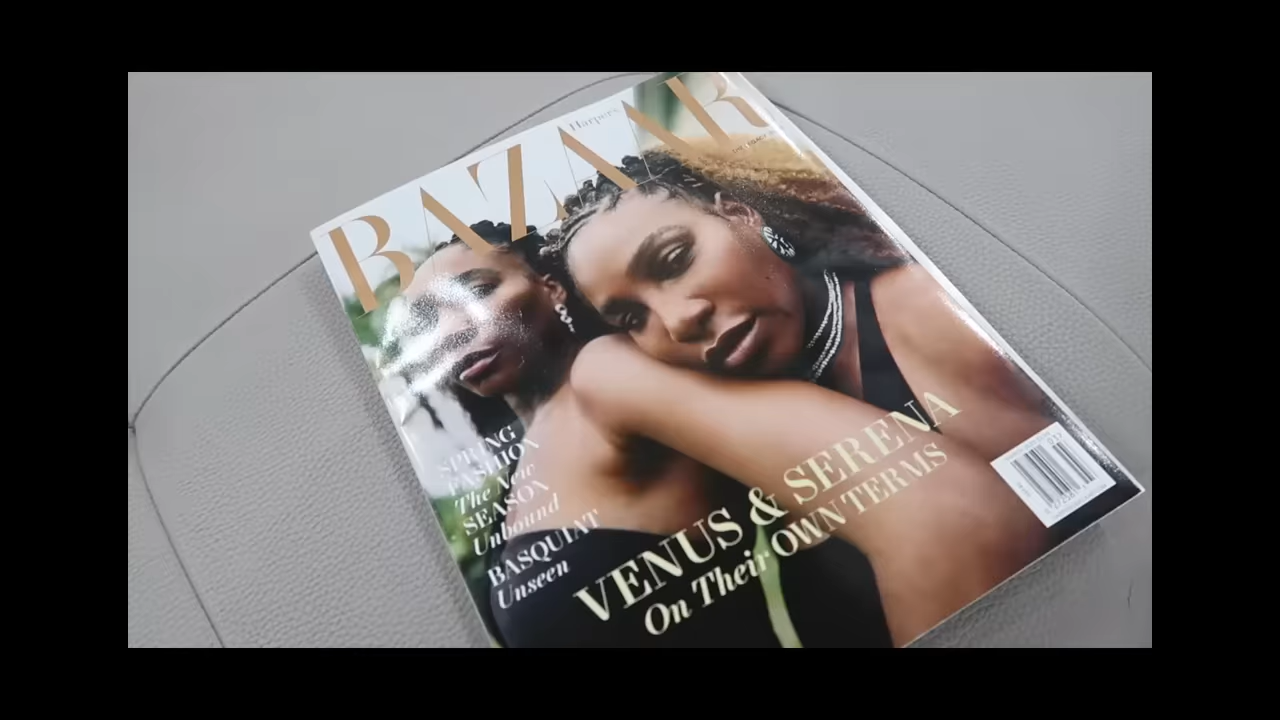 Harper's
BAZAAR
SPRING
FASHION
The New
SEASON
Unbound
BASQUIAT
Unseen
VENUS & SERENA
On Their OWN TERMS